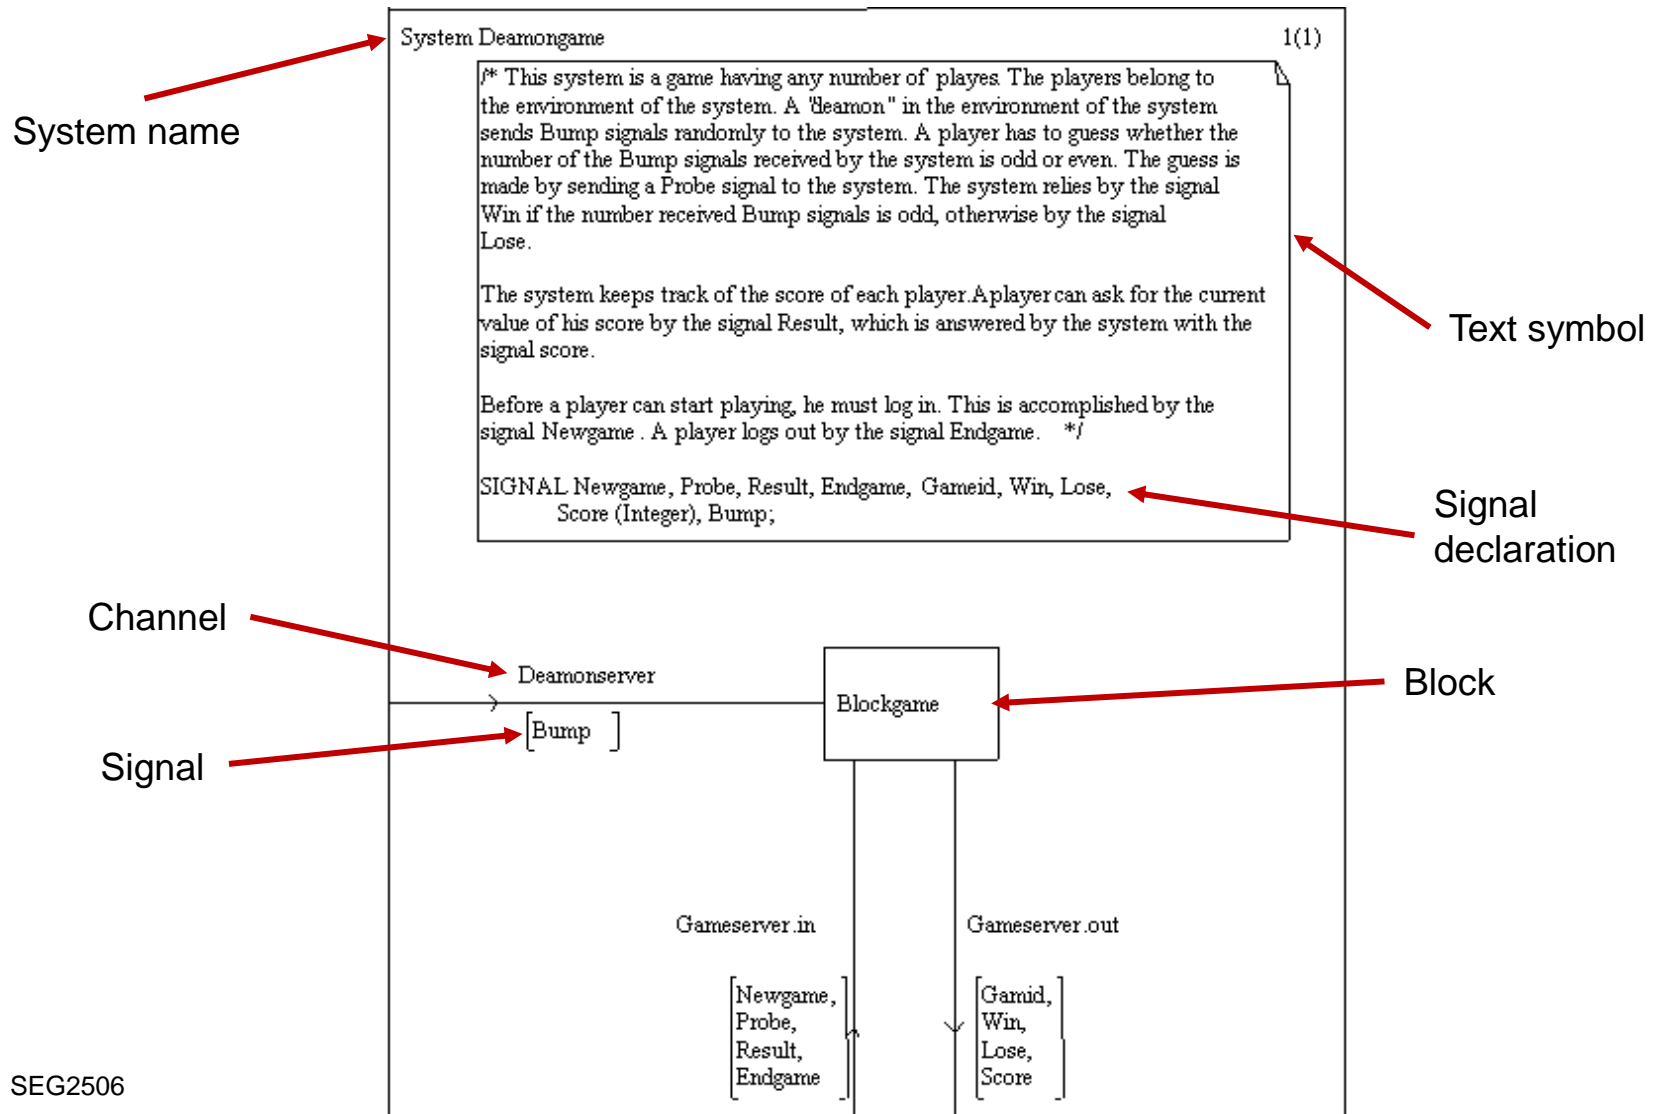 System Deamongame
1(1)
/* This system is a game having any number of playes. The players belong to
the environment of the system. A "deamon" in the environment of the system
sends Bump signals randomly to the system. A player has to guess whether the
number of the Bump signals received by the system is odd or even. The guess is
made by sending a Probe signal to the system. The system relies by the signal
Win if the number received Bump signals is odd, otherwise by the signal
Lose.
The system keeps track of the score of each player. A player can ask for the current
value of his score by the signal Result, which is answered by the system with the
signal score.
Before a player can start playing, he must log in. This is accomplished by the
signal Newgame . A player logs out by the signal Endgame. */
SIGNAL Newgame, Probe, Result, Endgame, Gameid, Win, Lose,
Score (Integer), Bump;
System name
Text symbol
Signal
declaration
Channel
Deamonserver
Blockgame
Block
[Bump ]
Signal
Gameserver.in
Gameserver.out
[Newgame,
Probe,
Result,
Endgame]
[Gamid,
Win,
Lose,
Score]
SEG2506